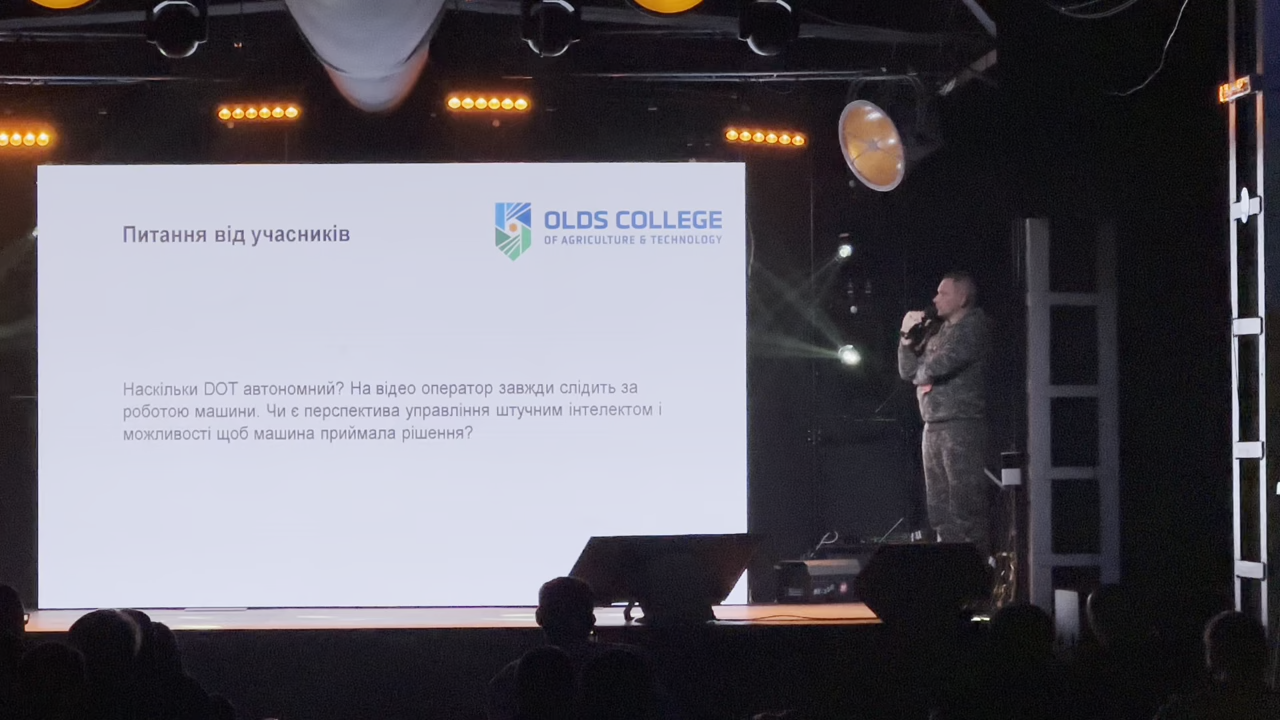 Питання від учасників
OLDS COLLEGE
OF AGRICULTURE & TECHNOLOGY
Наскільки DOT автономний? На відео оператор завжди слідить за
роботою машини. Чи є перспектива управління штучним інтелектом і
можливості щоб машина приймала рішення?